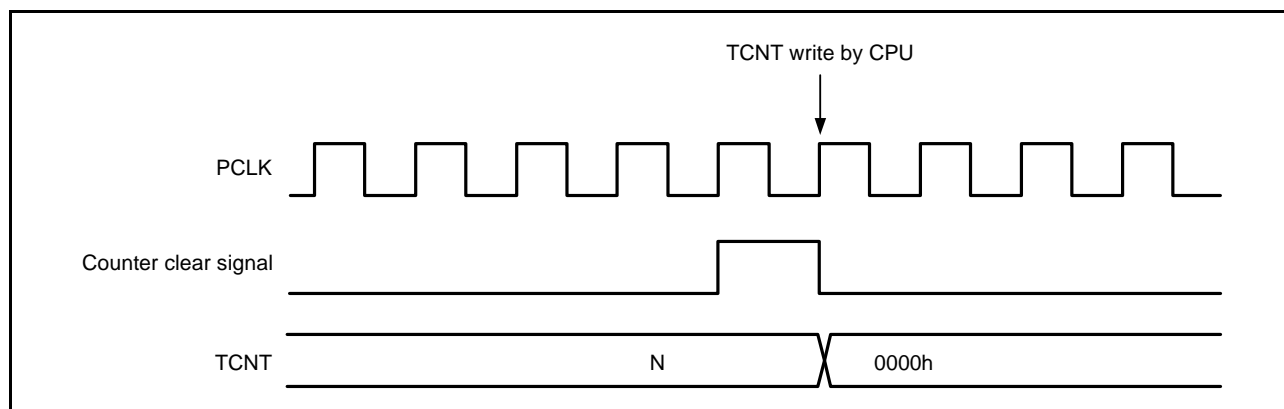 TCNT write by CPU
PCLK
Counter clear signal
TCNT
N
0000h